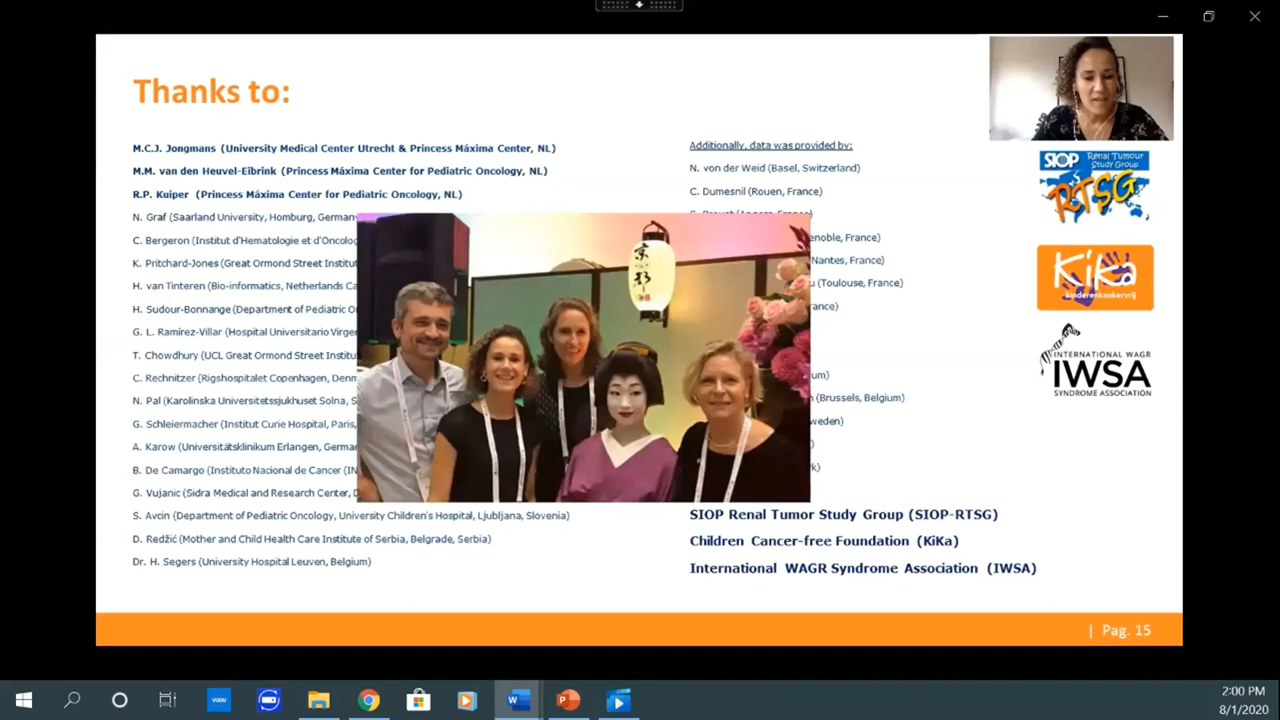 Thanks to:
M.C.J. Jongmans (University Medical Center Utrecht & Princess Máxima Center, NL)
M.M. van den Heuvel-Eibrink (Princess Máxima Center for Pediatric Oncology, NL)
R.P. Kuiper (Princess Máxima Center for Pediatric Oncology, NL)
N. Graf (Saarland University, Homburg, German
C. Bergeron (Institut d'Hematologie et d'Oncolog
K. Pritchard-Jones (Great Ormond Street Institut
H. van Tinteren (Bio-informatics, Netherlands Ca
H. Sudour-Bonnange (Department of Pediatric O
G. L. Ramírez-Villar (Hospital Universitario Virger
T. Chowdhury (UCL Great Ormond Street Institu
C. Rechnitzer (Rigshospitalet Copenhagen, Denn
N. Pal (Karolinska Universitetssjukhuset Solna, S
G. Schleiermacher (Institut Curie Hospital, Paris,
A. Karow (Universitätsklinikum Erlangen, Germa
B. De Camargo (Instituto Nacional de Cancer (IN
G. Vujanic (Sidra Medical and Research Center, D
S. Avcin (Department of Pediatric Oncology, University Children's Hospital, Ljubljana, Slovenia)
D. Redžić (Mother and Child Health Care Institute of Serbia, Belgrade, Serbia)
Dr. H. Segers (University Hospital Leuven, Belgium)
Additionally, data was provided by:
N. von der Weid (Basel, Switzerland)
C. Dumesnil (Rouen, France)
enoble, France)
Nantes, France)
u (Toulouse, France)
rance)
um)
n (Brussels, Belgium)
weden)
)
k)
SIOP Renal Tumor Study Group (SIOP-RTSG)
Children Cancer-free Foundation (KiKa)
International WAGR Syndrome Association (IWSA)
京都
SIOP Renal Tumour
Study Group
RTSG
KiKa
kinderenkankervrij
INTERNATIONAL WAGR
IWSA
SYNDROME ASSOCIATION
| Pag. 15
VUDU
W
P
2:00 PM
8/1/2020